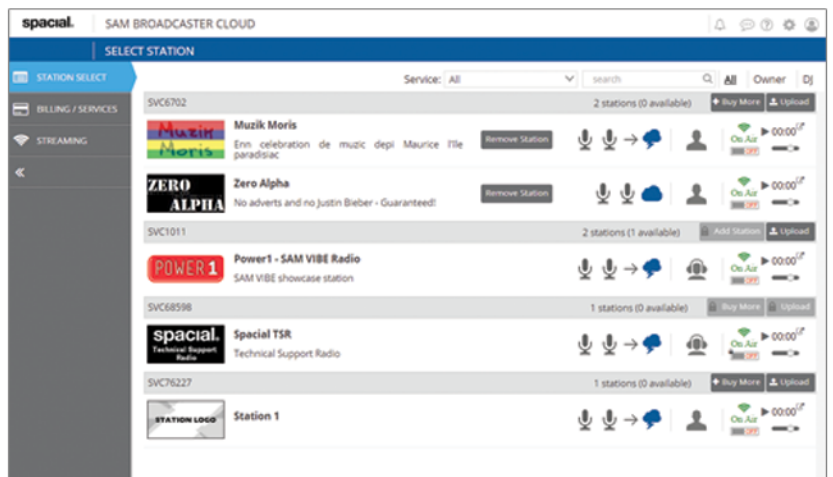 spacial. SAM BROADCASTER CLOUD
SELECT STATION
STATION SELECT
BILLING / SERVICES
STREAMING
Service: All search All Owner DJ
SVC6702 2 stations (0 available) Buy More Upload
Muzik Moris
Muzik Moris
Enn celebration de muzic depi Maurice l'Ile paradisiac
Remove Station
On Air 00:00
OFF
ZERO ALPHA
Zero Alpha
No adverts and no Justin Bieber - Guaranteed!
Remove Station
On Air 00:00
OFF
SVC1011 2 stations (1 available) Add Station Upload
POWER 1
Power1 - SAM VIBE Radio
SAM VIBE showcase station
On Air 00:00
OFF
SVC68598 1 stations (0 available) Buy More Upload
spacial.
Technical Support
Radio
Spacial TSR
Technical Support Radio
On Air 00:00
OFF
SVC76227 1 stations (0 available) Buy More Upload
STATION LOGO
Station 1
On Air 00:00
OFF